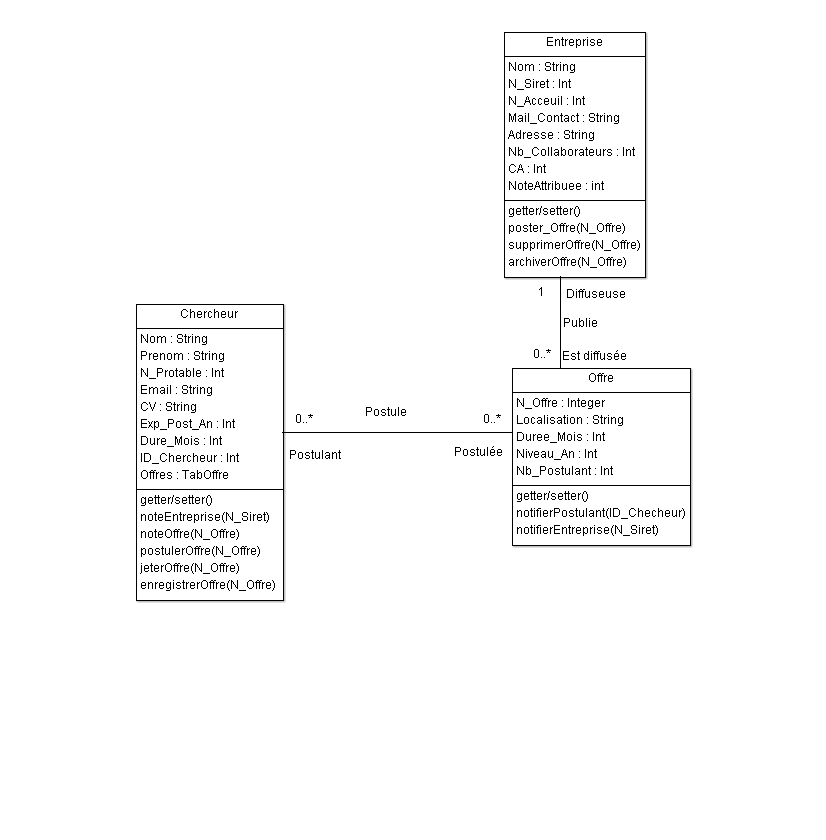 Entreprise
Nom : String
N_Siret : Int
N_Acceuil : Int
Mail_Contact : String
Adresse : String
Nb_Collaborateurs : Int
CA : Int
NoteAttribuee : int
getter/setter()
poster_Offre(N_Offre)
supprimerOffre(N_Offre)
archiverOffre(N_Offre)
1 Diffuseuse
Publie
0..* Est diffusée
Chercheur
Nom : String
Prenom : String
N_Protable : Int
Email : String
CV : String
Exp_Post_An : Int
Dure_Mois : Int
ID_Chercheur : Int
Offres : TabOffre
getter/setter()
noteEntreprise(N_Siret)
noteOffre(N_Offre)
postulerOffre(N_Offre)
jeterOffre(N_Offre)
enregistrerOffre(N_Offre)
0..* Postule 0..*
Postulant Postulée
Offre
N_Offre : Integer
Localisation : String
Duree_Mois : Int
Niveau_An : Int
Nb_Postulant : Int
getter/setter()
notifierPostulant(ID_Checheur)
notifierEntreprise(N_Siret)